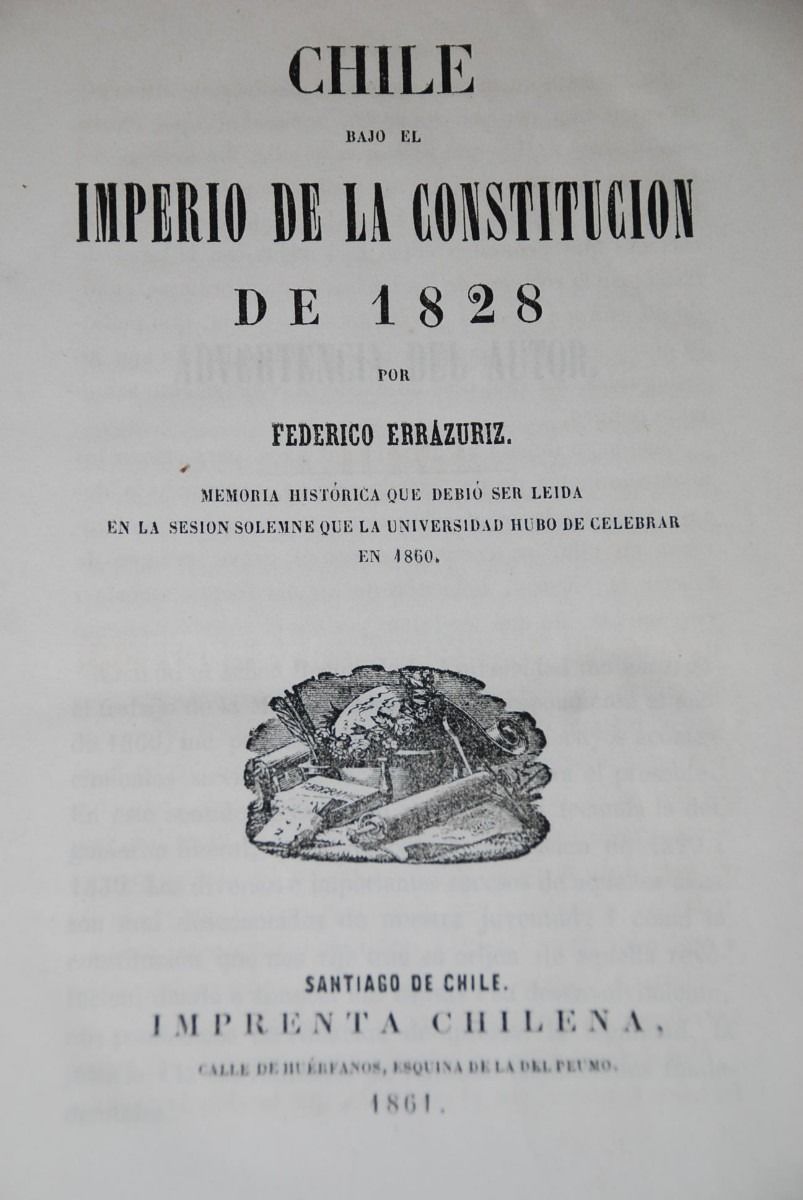 CHILE
BAJO EL
IMPERIO DE LA CONSTITUCION
DE 1828
POR
FEDERICO ERRÁZURIZ.
MEMORIA HISTÓRICA QUE DEBIÓ SER LEIDA
EN LA SESION SOLEMNE QUE LA UNIVERSIDAD HUBO DE CELEBRAR
EN 1860.
SANTIAGO DE CHILE.
IMPRENTA CHILENA,
CALLE DE HUÉRFANOS, ESQUINA DE LA DEL PEUMO.
1861.